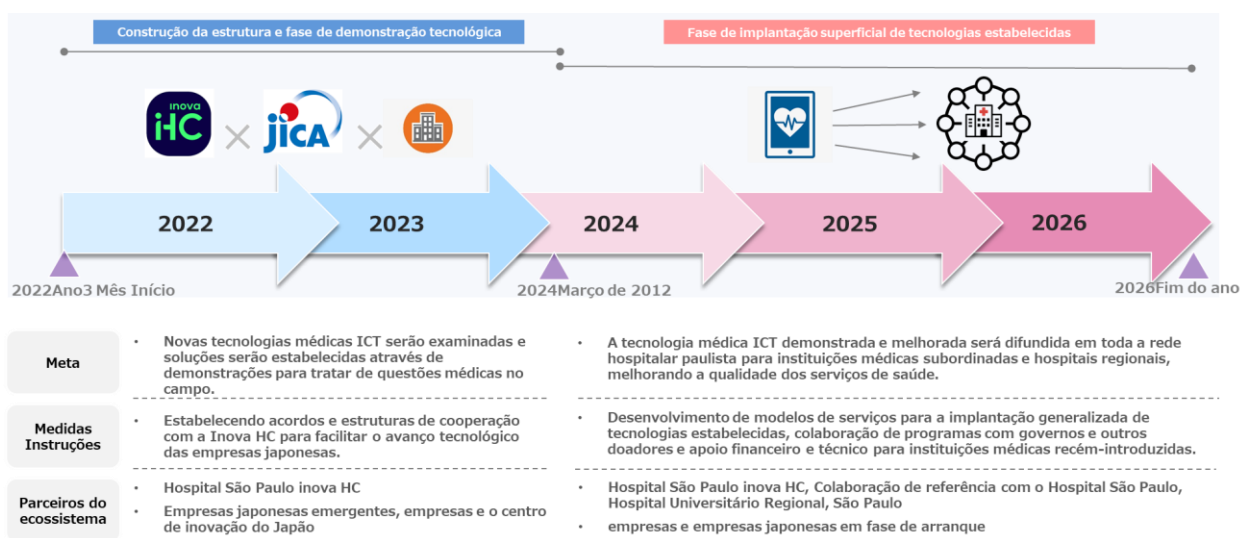 Construção da estrutura e fase de demonstração tecnológica
Fase de implantação superficial de tecnologias estabelecidas
inova
iHC
jICA
2022
2023
2024
2025
2026
2022Ano3 Mês Início
2024Março de 2012
2026Fim do ano
Meta
• Novas tecnologias médicas ICT serão examinadas e
soluções serão estabelecidas através de
demonstrações para tratar de questões médicas no
campo.
• A tecnologia médica ICT demonstrada e melhorada será difundida em toda a rede
hospitalar paulista para instituições médicas subordinadas e hospitais regionais,
melhorando a qualidade dos serviços de saúde.
Medidas
Instruções
• Estabelecendo acordos e estruturas de cooperação
com a Inova HC para facilitar o avanço tecnológico
das empresas japonesas.
• Desenvolvimento de modelos de serviços para a implantação generalizada de
tecnologias estabelecidas, colaboração de programas com governos e outros
doadores e apoio financeiro e técnico para instituições médicas recém-introduzidas.
Parceiros do
ecossistema
• Hospital São Paulo inova HC
• Empresas japonesas emergentes, empresas e o centro
de inovação do Japão
• Hospital São Paulo inova HC, Colaboração de referência com o Hospital São Paulo,
Hospital Universitário Regional, São Paulo
• empresas e empresas japonesas em fase de arranque